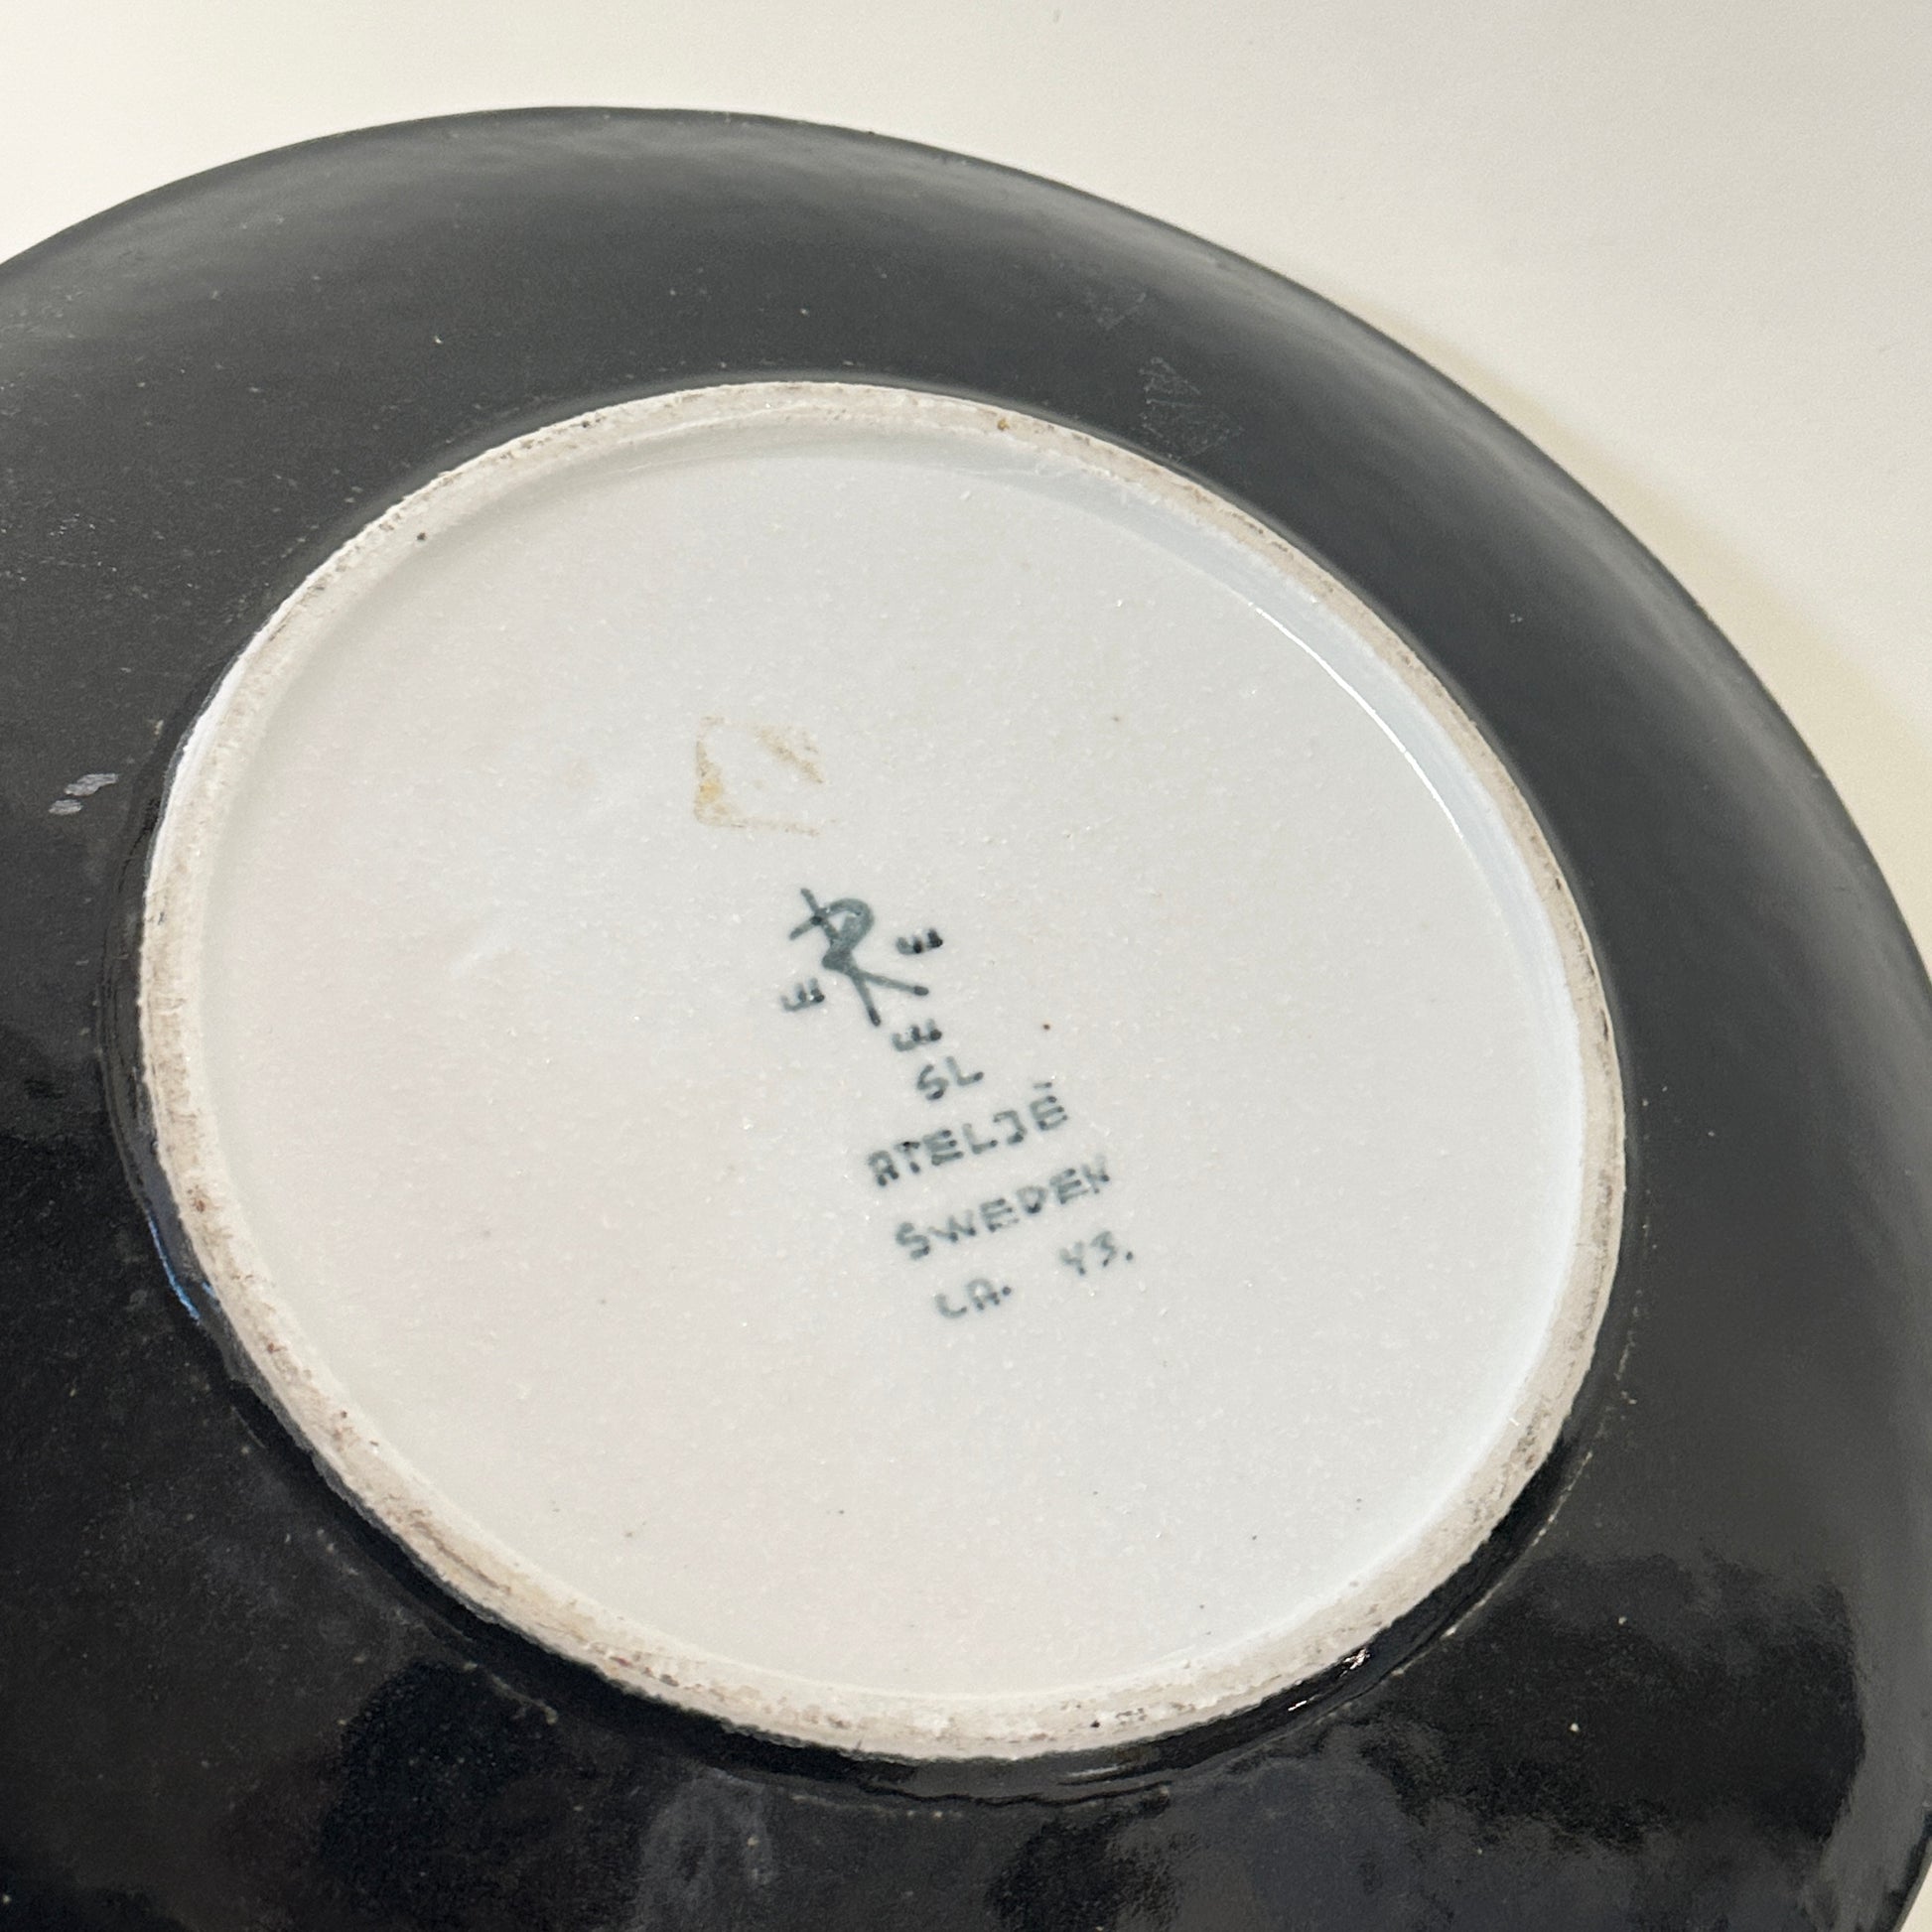 R
SL
ATELJÉ
SWEDEN
LA. 43.